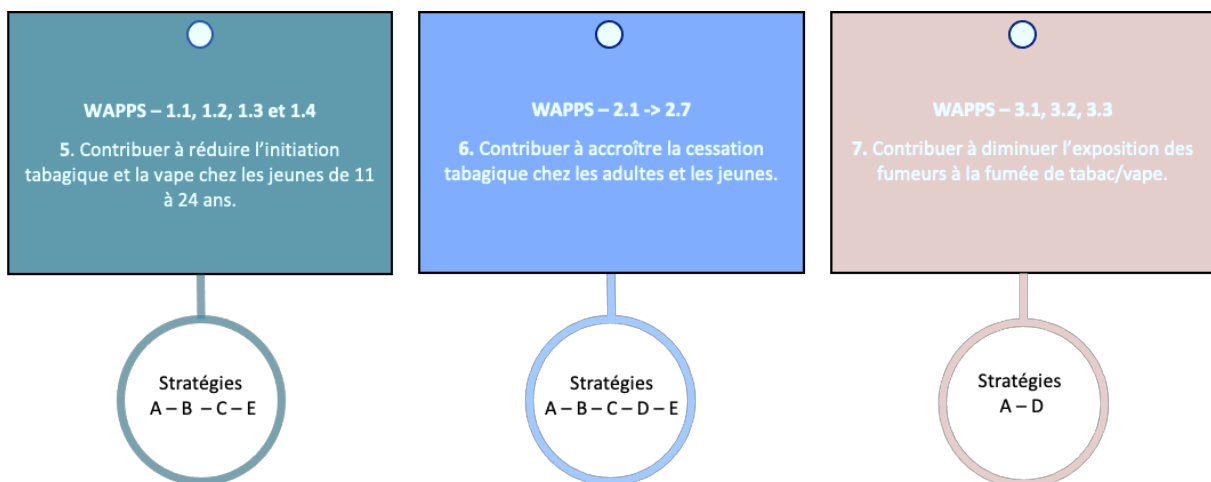 WAPPS – 1.1, 1.2, 1.3 et 1.4
5. Contribuer à réduire l’initiation
tabagique et la vape chez les jeunes de 11
à 24 ans.
WAPPS – 2.1 -> 2.7
6. Contribuer à accroître la cessation
tabagique chez les adultes et les jeunes.
WAPPS – 3.1, 3.2, 3.3
7. Contribuer à diminuer l’exposition des
fumeurs à la fumée de tabac/vape.
Stratégies
A – B – C – E
Stratégies
A – B – C – D – E
Stratégies
A – D